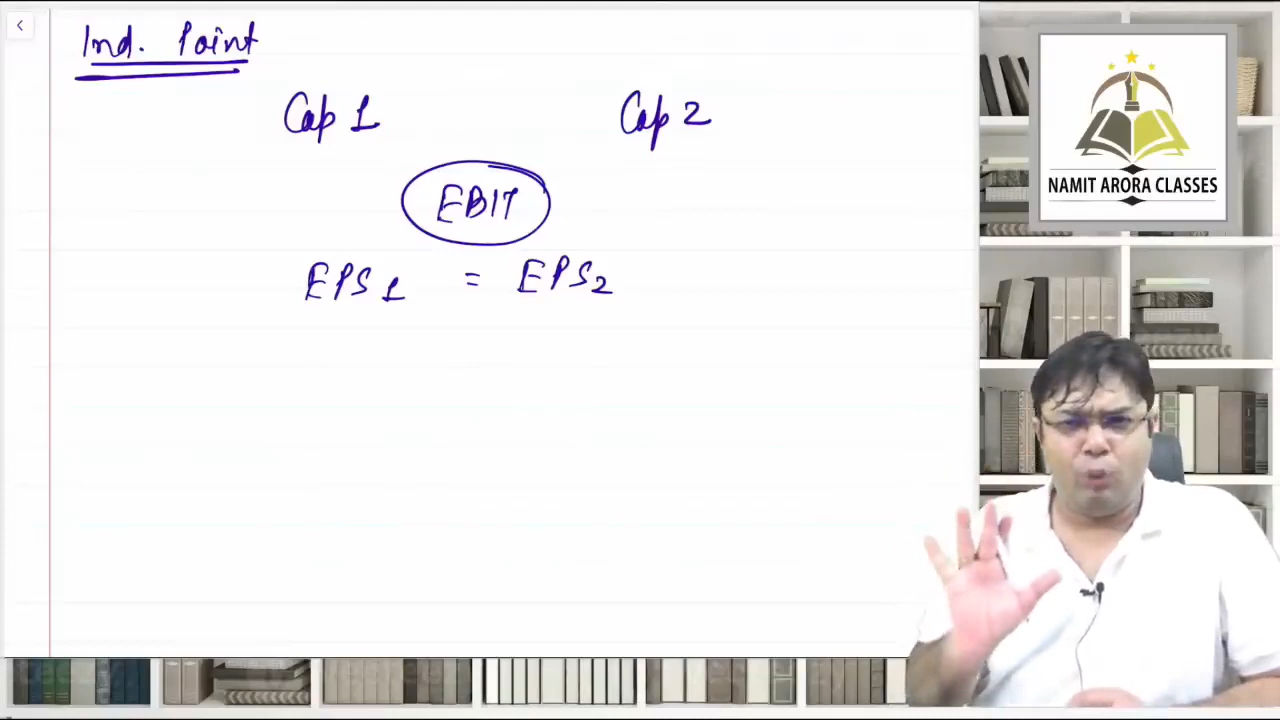 Ind. Point
Cap 1 Cap 2
EBIT
EPS1 = EPS2
NAMIT ARORA CLASSES